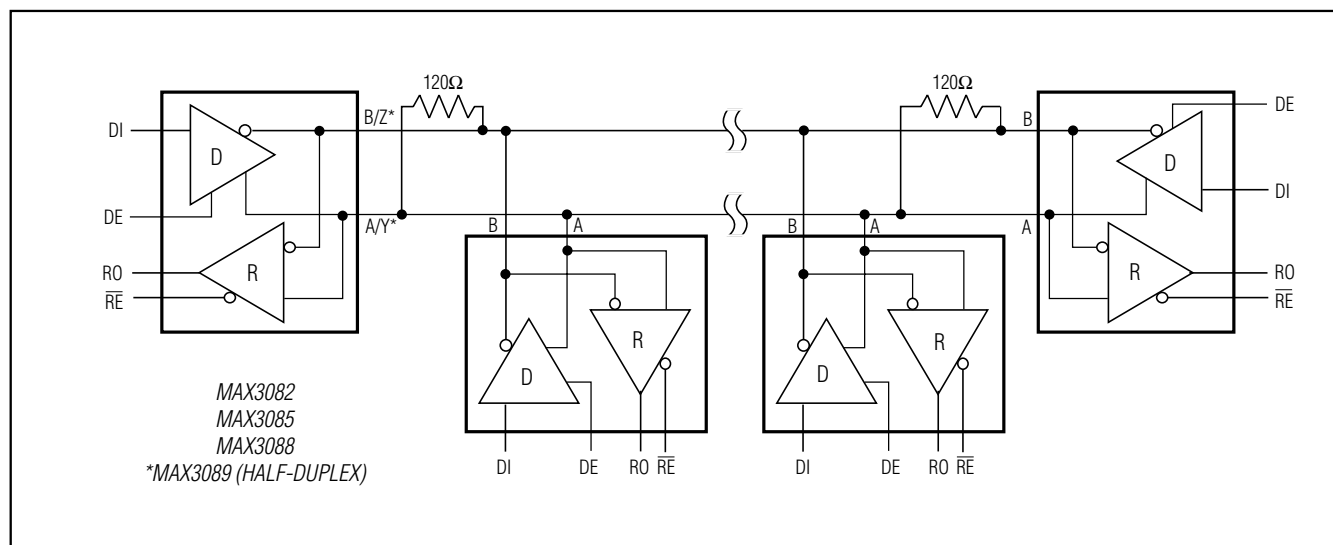 120Ω
120Ω
B/Z*
B
DE
DI
D
D
DI
DE
A/Y*
B
A
B
A
A
RO
R
R
RO
RE
RE
R
R
D
D
MAX3082
MAX3085
MAX3088
*MAX3089 (HALF-DUPLEX)
DI
DE
RO
RE
DI
DE
RO
RE